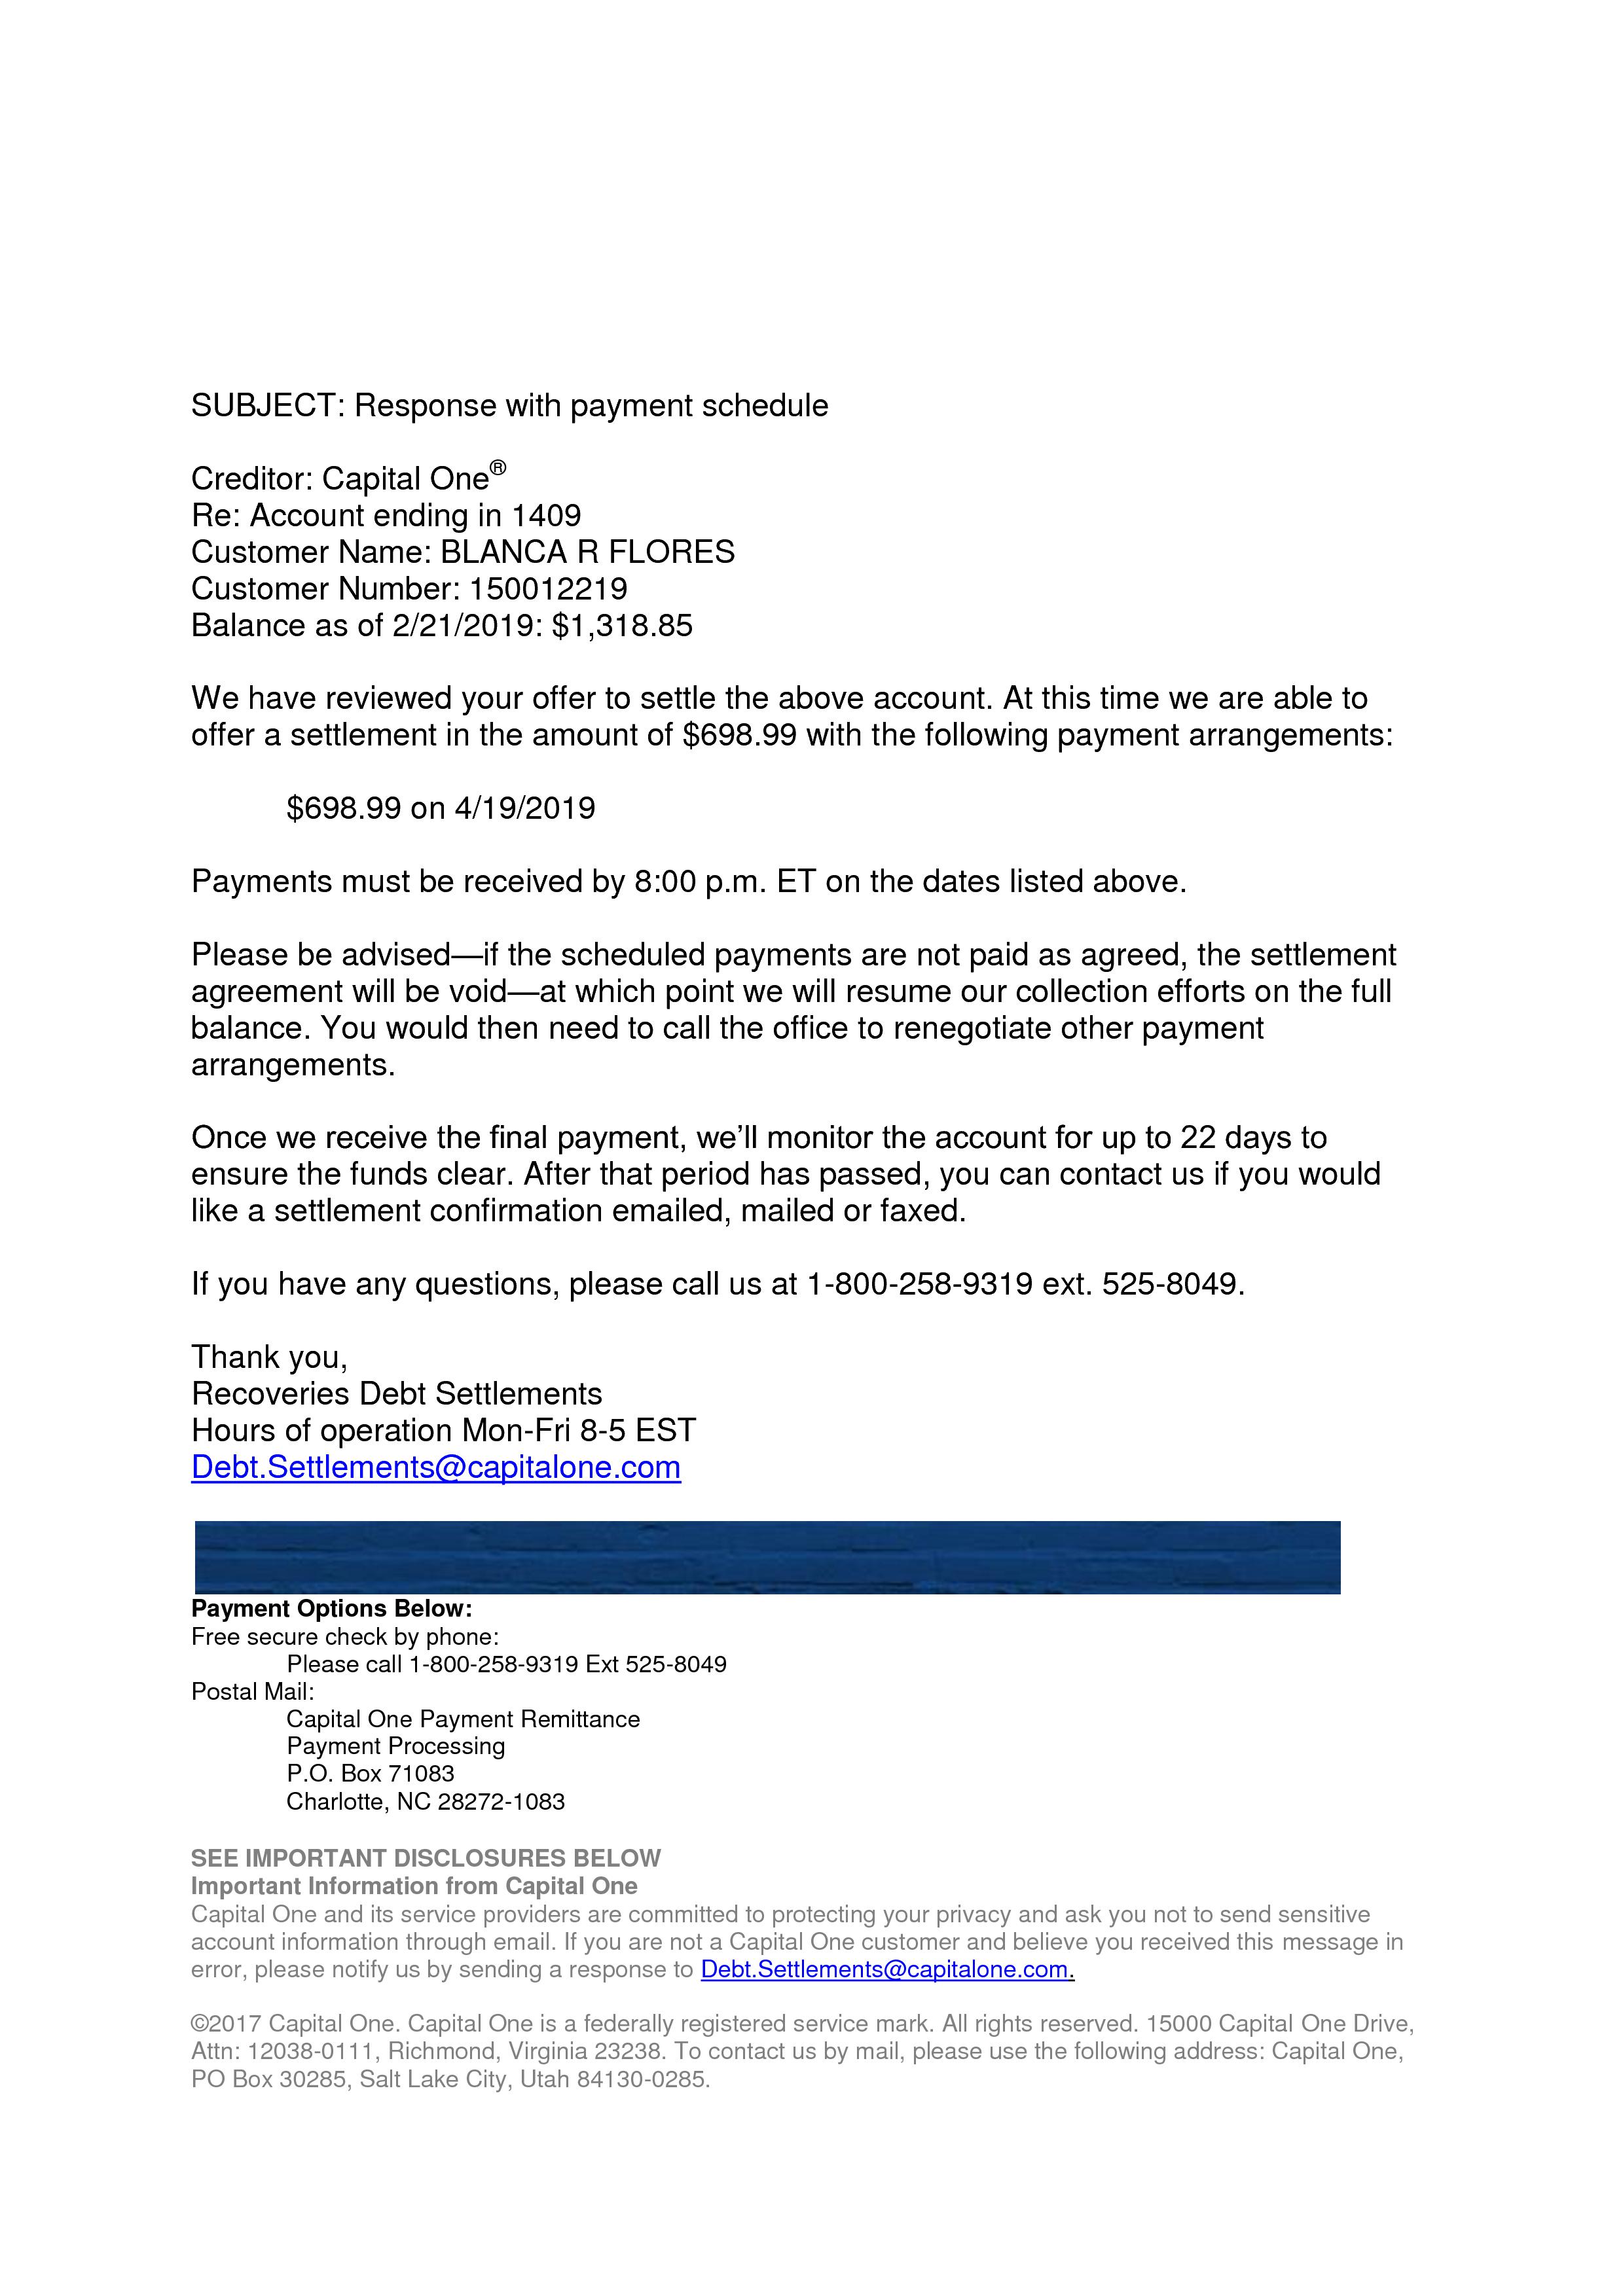 SUBJECT: Response with payment schedule
Creditor: Capital One®
Re: Account ending in 1409
Customer Name: BLANCA R FLORES
Customer Number: 150012219
Balance as of 2/21/2019: $1,318.85
We have reviewed your offer to settle the above account. At this time we are able to
offer a settlement in the amount of $698.99 with the following payment arrangements:
$698.99 on 4/19/2019
Payments must be received by 8:00 p.m. ET on the dates listed above.
Please be advised—if the scheduled payments are not paid as agreed, the settlement
agreement will be void—at which point we will resume our collection efforts on the full
balance. You would then need to call the office to renegotiate other payment
arrangements.
Once we receive the final payment, we’ll monitor the account for up to 22 days to
ensure the funds clear. After that period has passed, you can contact us if you would
like a settlement confirmation emailed, mailed or faxed.
If you have any questions, please call us at 1-800-258-9319 ext. 525-8049.
Thank you,
Recoveries Debt Settlements
Hours of operation Mon-Fri 8-5 EST
Debt.Settlements@capitalone.com
Payment Options Below:
Free secure check by phone:
Please call 1-800-258-9319 Ext 525-8049
Postal Mail:
Capital One Payment Remittance
Payment Processing
P.O. Box 71083
Charlotte, NC 28272-1083
SEE IMPORTANT DISCLOSURES BELOW
Important Information from Capital One
Capital One and its service providers are committed to protecting your privacy and ask you not to send sensitive
account information through email. If you are not a Capital One customer and believe you received this message in
error, please notify us by sending a response to Debt.Settlements@capitalone.com.
©2017 Capital One. Capital One is a federally registered service mark. All rights reserved. 15000 Capital One Drive,
Attn: 12038-0111, Richmond, Virginia 23238. To contact us by mail, please use the following address: Capital One,
PO Box 30285, Salt Lake City, Utah 84130-0285.